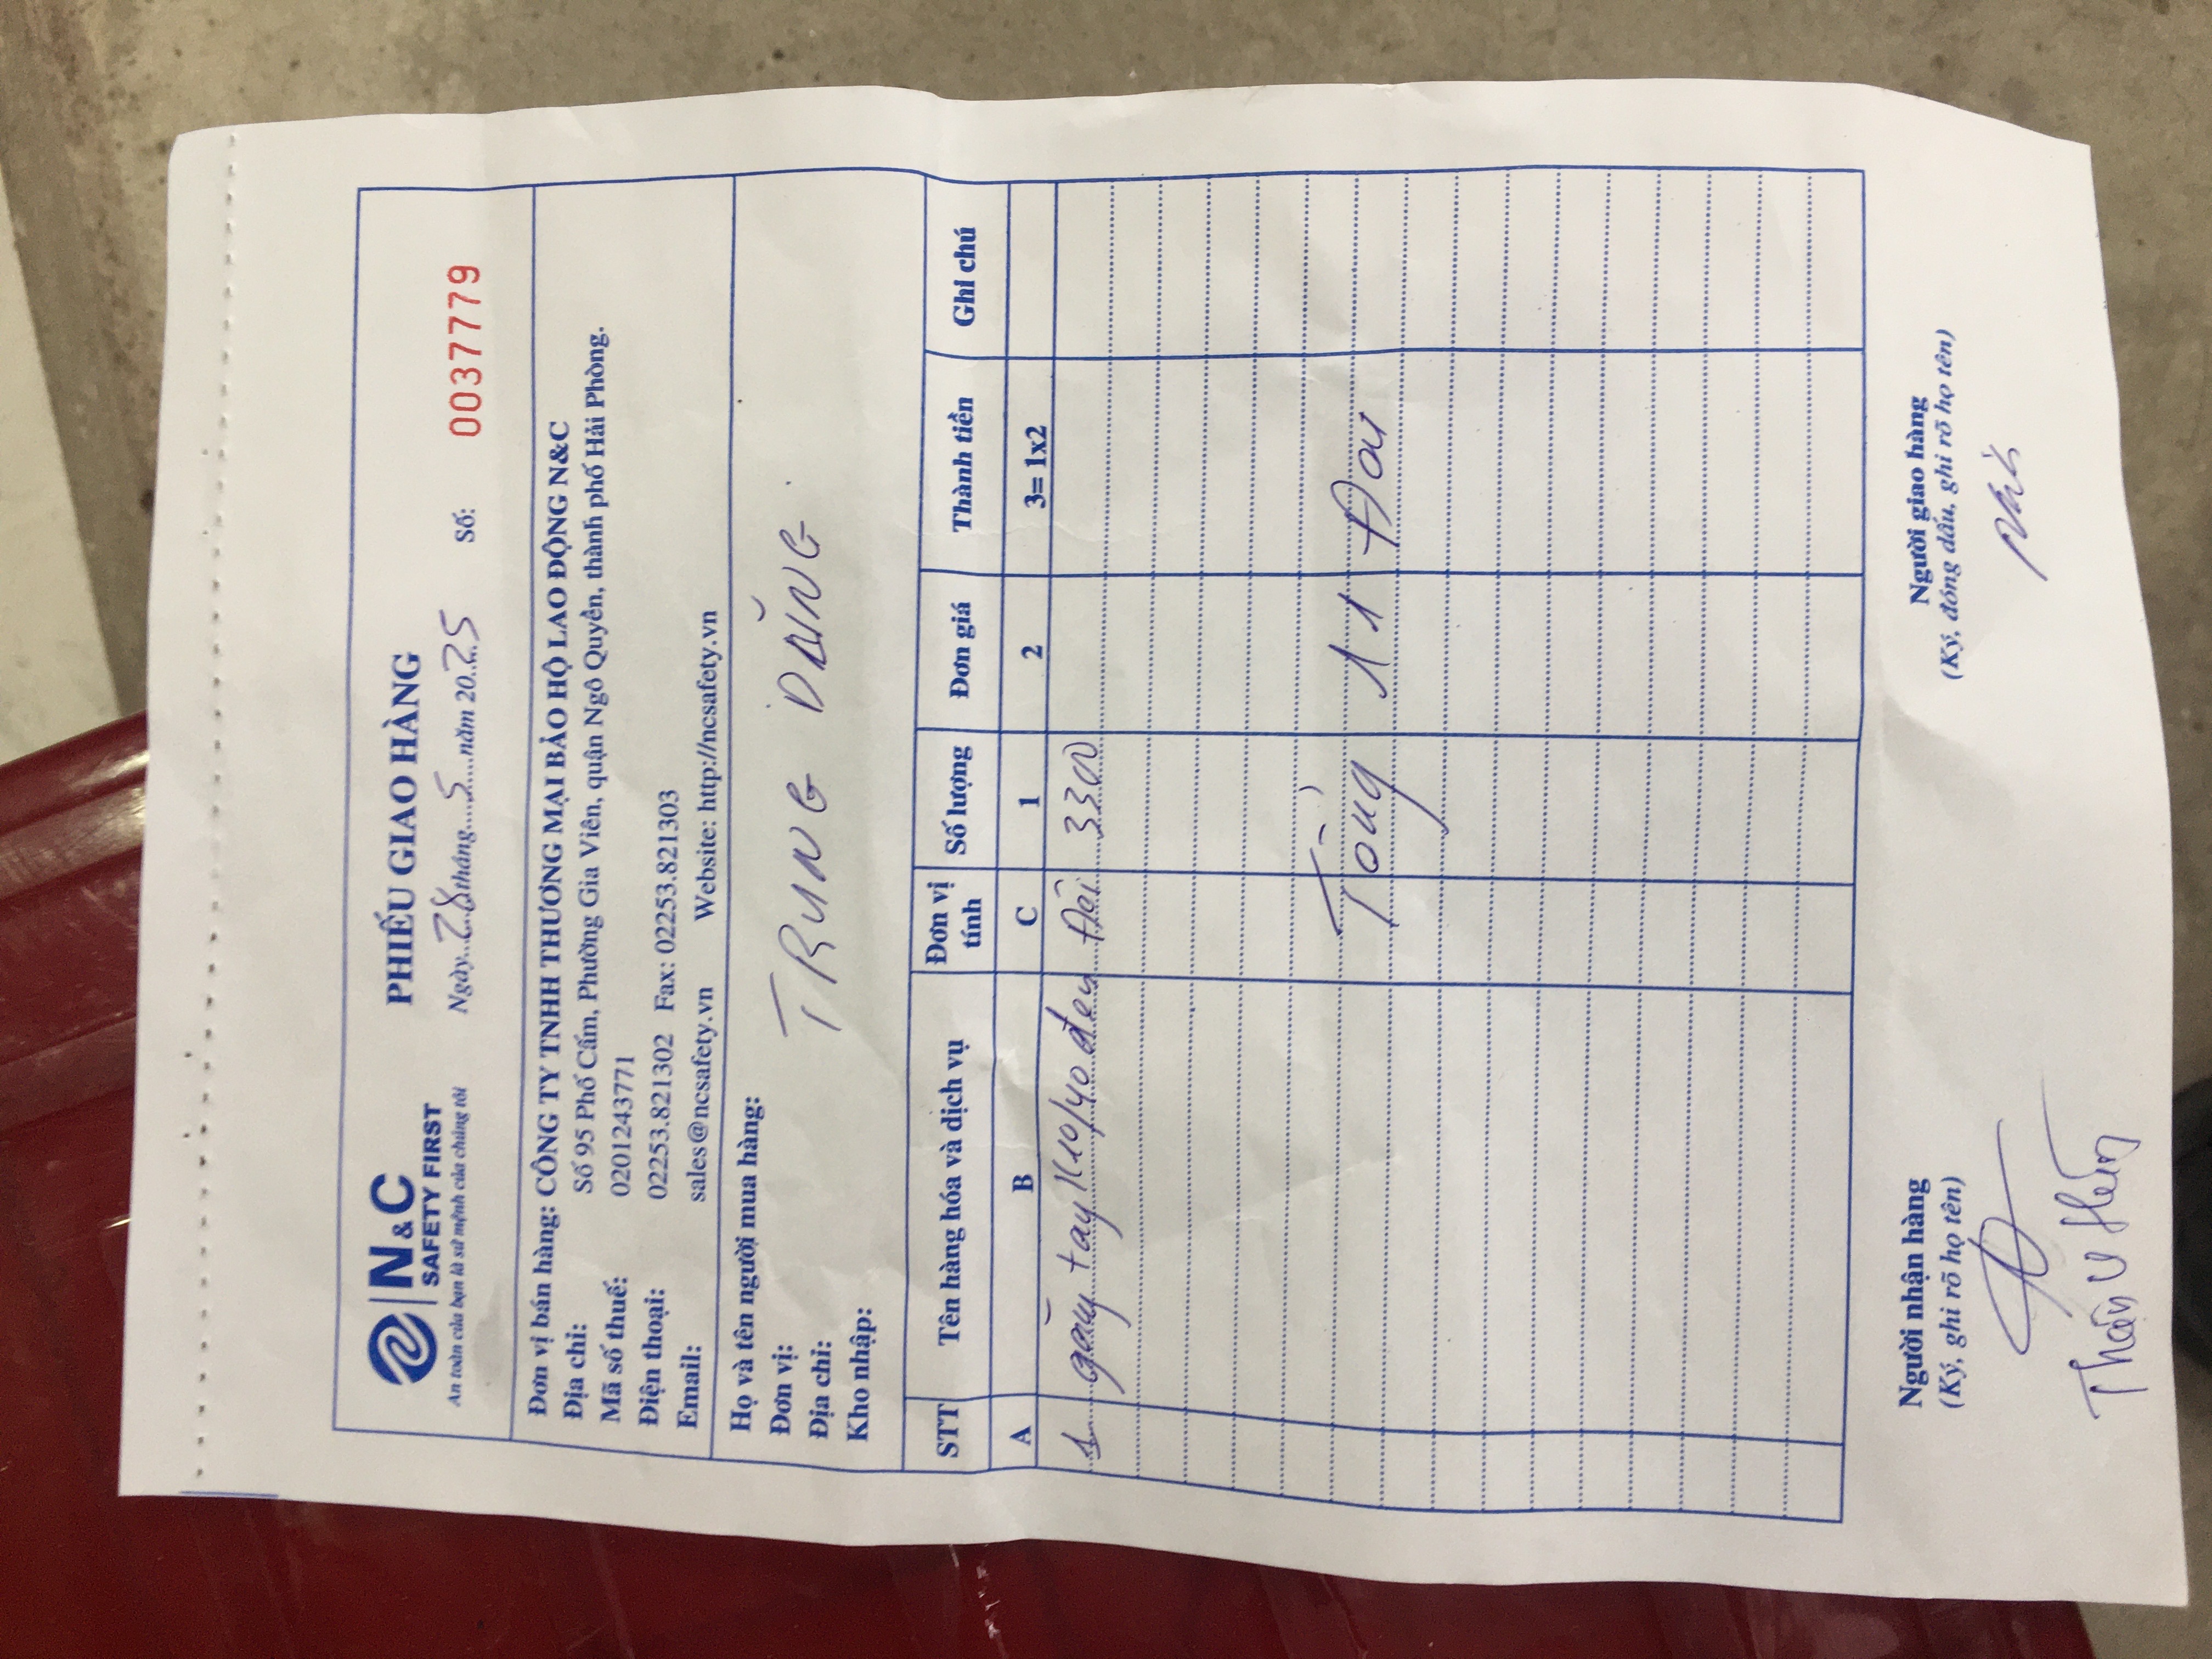 N&C
SAFETY FIRST
An toàn của bạn là sứ mệnh của chúng tôi
PHIẾU GIAO HÀNG
Ngày 28 tháng 5 năm 2025 Số: 0037779
Đơn vị bán hàng: CÔNG TY TNHH THƯƠNG MẠI BẢO HỘ LAO ĐỘNG N&C
Địa chỉ: Số 95 Phố Cấm, Phường Gia Viên, quận Ngô Quyền, thành phố Hải Phòng.
Mã số thuế: 0201243771
Điện thoại: 02253.821302 Fax: 02253.821303
Email: sales@ncsafety.vn Website: http://ncsafety.vn
Họ và tên người mua hàng:
Đơn vị: TRUNG DŨNG
Địa chỉ:
Kho nhập:
STT Tên hàng hóa và dịch vụ Đơn vị tính Số lượng Đơn giá Thành tiền Ghi chú
A B C 1 2 3= 1x2
1 găng tay K10/40 đen Đôi 3300
Tổng 11
Người nhận hàng Người giao hàng
(Ký, ghi rõ họ tên) (Ký, đóng dấu, ghi rõ họ tên)